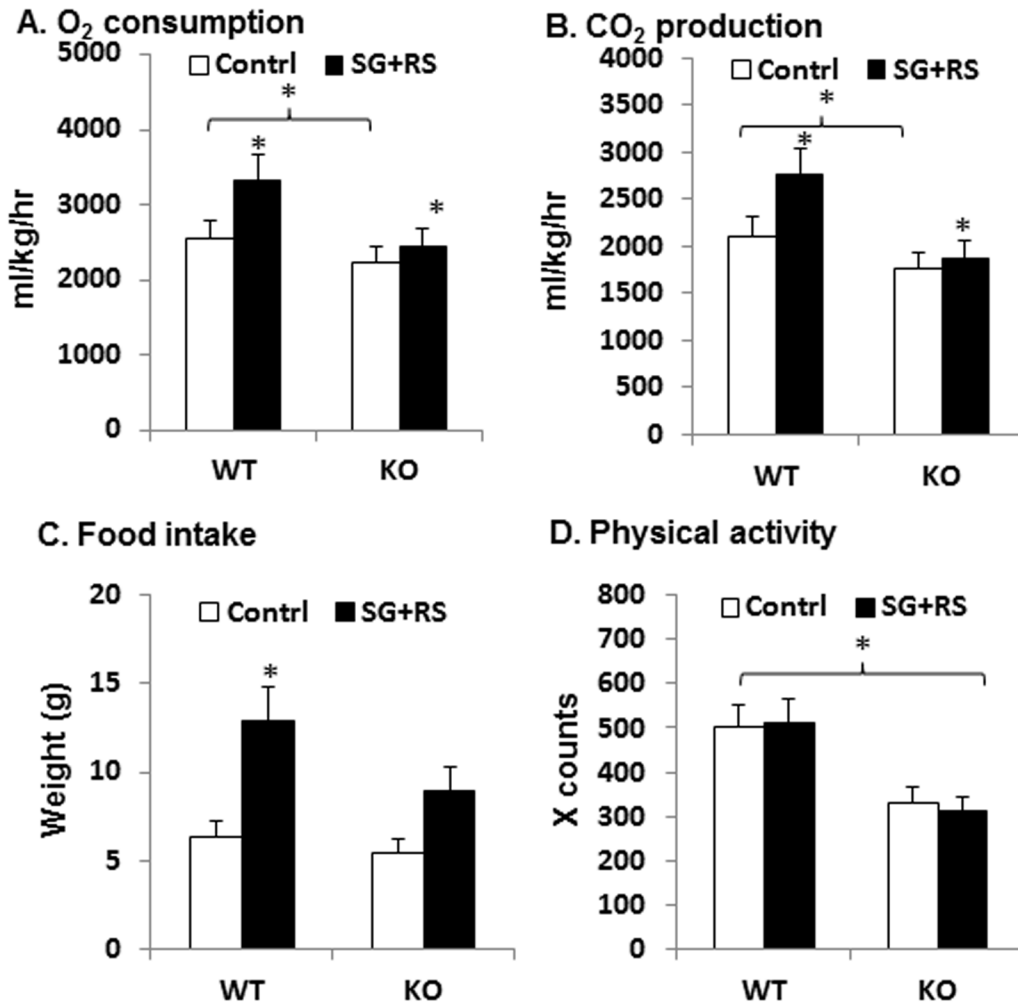 A. O₂ consumption
Contrl SG+RS
*
*
*
5000
4000
3000
2000
1000
0
ml/kg/hr
WT KO
B. CO₂ production
Contrl SG+RS
*
*
*
4000
3500
3000
2500
2000
1500
1000
500
0
ml/kg/hr
WT KO
C. Food intake
Contrl SG+RS
*
20
15
10
5
0
Weight (g)
WT KO
D. Physical activity
Contrl SG+RS
*
800
700
600
500
400
300
200
100
0
X counts
WT KO